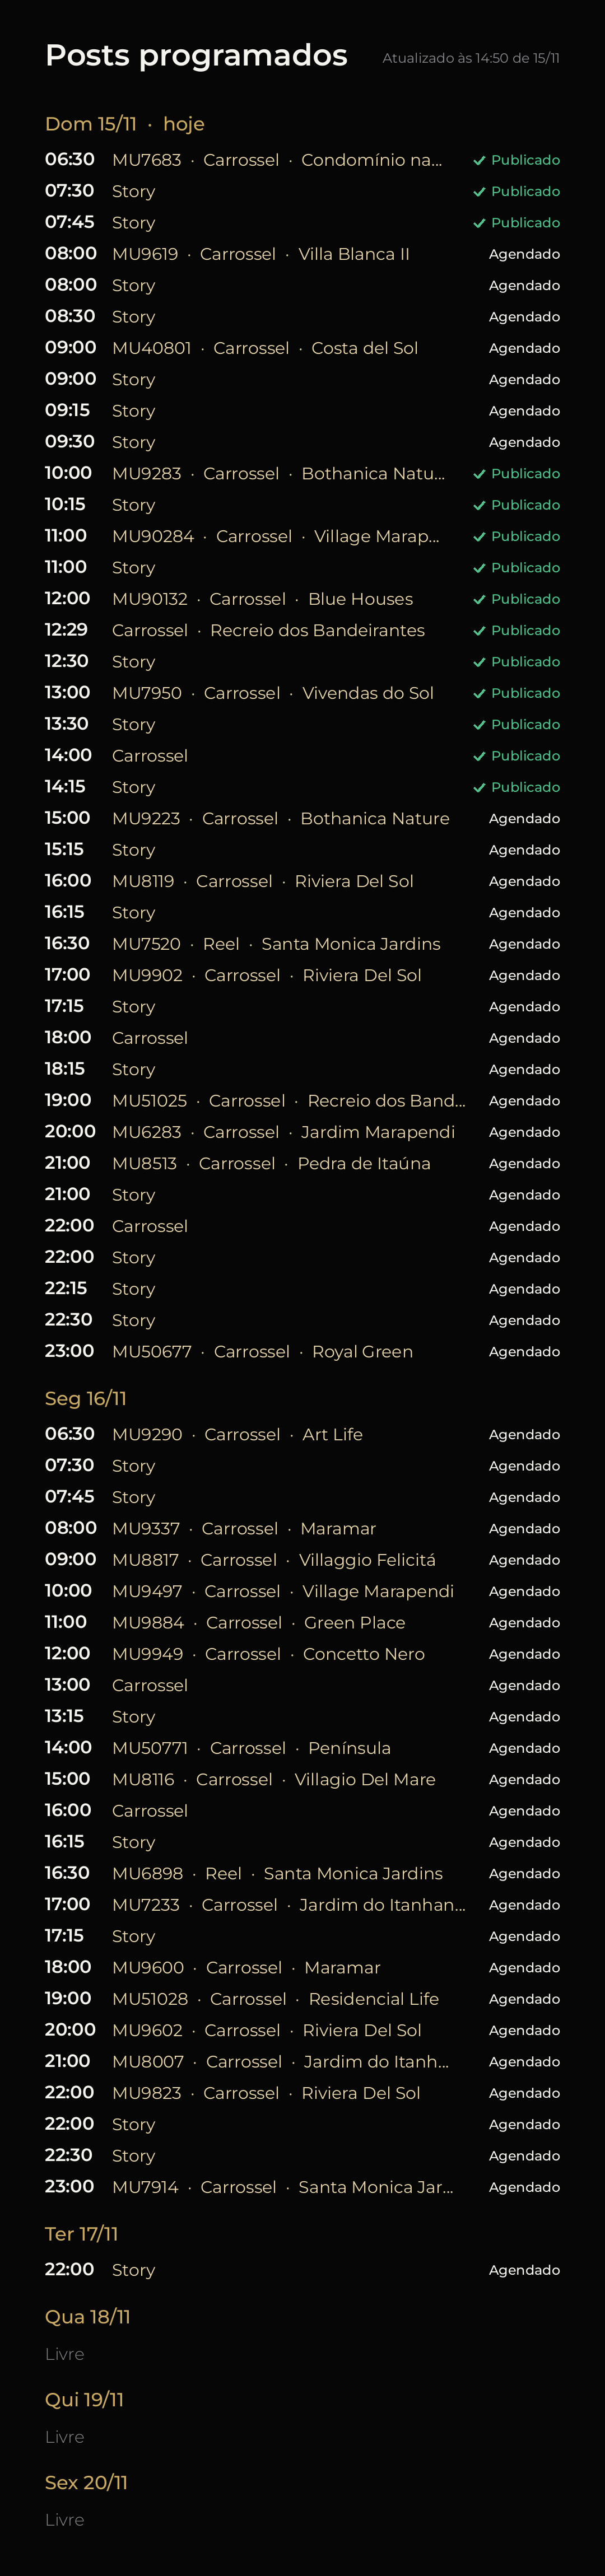 Posts programados Atualizado às 14:50 de 15/11
Dom 15/11 · hoje
06:30 MU7683 · Carrossel · Condomínio na... ✓ Publicado
07:30 Story ✓ Publicado
07:45 Story ✓ Publicado
08:00 MU9619 · Carrossel · Villa Blanca II Agendado
08:00 Story Agendado
08:30 Story Agendado
09:00 MU40801 · Carrossel · Costa del Sol Agendado
09:00 Story Agendado
09:15 Story Agendado
09:30 Story Agendado
10:00 MU9283 · Carrossel · Bothanica Natu... ✓ Publicado
10:15 Story ✓ Publicado
11:00 MU90284 · Carrossel · Village Marap... ✓ Publicado
11:00 Story ✓ Publicado
12:00 MU90132 · Carrossel · Blue Houses ✓ Publicado
12:29 Carrossel · Recreio dos Bandeirantes ✓ Publicado
12:30 Story ✓ Publicado
13:00 MU7950 · Carrossel · Vivendas do Sol ✓ Publicado
13:30 Story ✓ Publicado
14:00 Carrossel ✓ Publicado
14:15 Story ✓ Publicado
15:00 MU9223 · Carrossel · Bothanica Nature Agendado
15:15 Story Agendado
16:00 MU8119 · Carrossel · Riviera Del Sol Agendado
16:15 Story Agendado
16:30 MU7520 · Reel · Santa Monica Jardins Agendado
17:00 MU9902 · Carrossel · Riviera Del Sol Agendado
17:15 Story Agendado
18:00 Carrossel Agendado
18:15 Story Agendado
19:00 MU51025 · Carrossel · Recreio dos Band... Agendado
20:00 MU6283 · Carrossel · Jardim Marapendi Agendado
21:00 MU8513 · Carrossel · Pedra de Itaúna Agendado
21:00 Story Agendado
22:00 Carrossel Agendado
22:00 Story Agendado
22:15 Story Agendado
22:30 Story Agendado
23:00 MU50677 · Carrossel · Royal Green Agendado
Seg 16/11
06:30 MU9290 · Carrossel · Art Life Agendado
07:30 Story Agendado
07:45 Story Agendado
08:00 MU9337 · Carrossel · Maramar Agendado
09:00 MU8817 · Carrossel · Villaggio Felicitá Agendado
10:00 MU9497 · Carrossel · Village Marapendi Agendado
11:00 MU9884 · Carrossel · Green Place Agendado
12:00 MU9949 · Carrossel · Concetto Nero Agendado
13:00 Carrossel Agendado
13:15 Story Agendado
14:00 MU50771 · Carrossel · Península Agendado
15:00 MU8116 · Carrossel · Villagio Del Mare Agendado
16:00 Carrossel Agendado
16:15 Story Agendado
16:30 MU6898 · Reel · Santa Monica Jardins Agendado
17:00 MU7233 · Carrossel · Jardim do Itanhan... Agendado
17:15 Story Agendado
18:00 MU9600 · Carrossel · Maramar Agendado
19:00 MU51028 · Carrossel · Residencial Life Agendado
20:00 MU9602 · Carrossel · Riviera Del Sol Agendado
21:00 MU8007 · Carrossel · Jardim do Itanh... Agendado
22:00 MU9823 · Carrossel · Riviera Del Sol Agendado
22:00 Story Agendado
22:30 Story Agendado
23:00 MU7914 · Carrossel · Santa Monica Jar... Agendado
Ter 17/11
22:00 Story Agendado
Qua 18/11
Livre
Qui 19/11
Livre
Sex 20/11
Livre